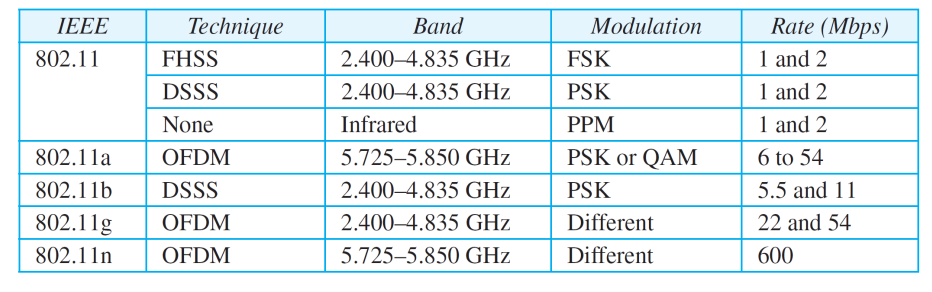 IEEE Technique Band Modulation Rate (Mbps)
802.11 FHSS 2.400–4.835 GHz FSK 1 and 2
DSSS 2.400–4.835 GHz PSK 1 and 2
None Infrared PPM 1 and 2
802.11a OFDM 5.725–5.850 GHz PSK or QAM 6 to 54
802.11b DSSS 2.400–4.835 GHz PSK 5.5 and 11
802.11g OFDM 2.400–4.835 GHz Different 22 and 54
802.11n OFDM 5.725–5.850 GHz Different 600